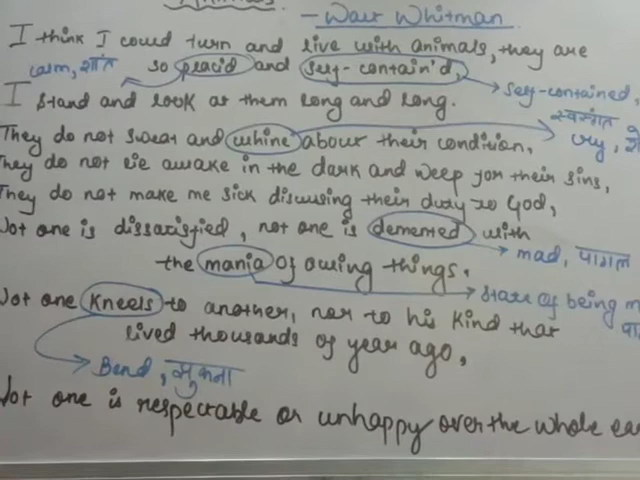 - Walt Whitman
I think I could turn and live with animals, they are
calm, शांत so placid and self-contain'd,
self-contained,
I stand and look at them long and long.
स्वतंत्र
They do not swear and whine about their condition.
cry,
They do not lie awake in the dark and weep for their sins,
They do not make me sick discussing their duty to God,
Not one is dissatisfied, not one is demented with
mad, पागल
the mania of owing things.
State of being m
Not one kneels to another, nor to his kind that
पा
lived thousands of year ago,
Bend, झुकना
Not one is respectable or unhappy over the whole ea